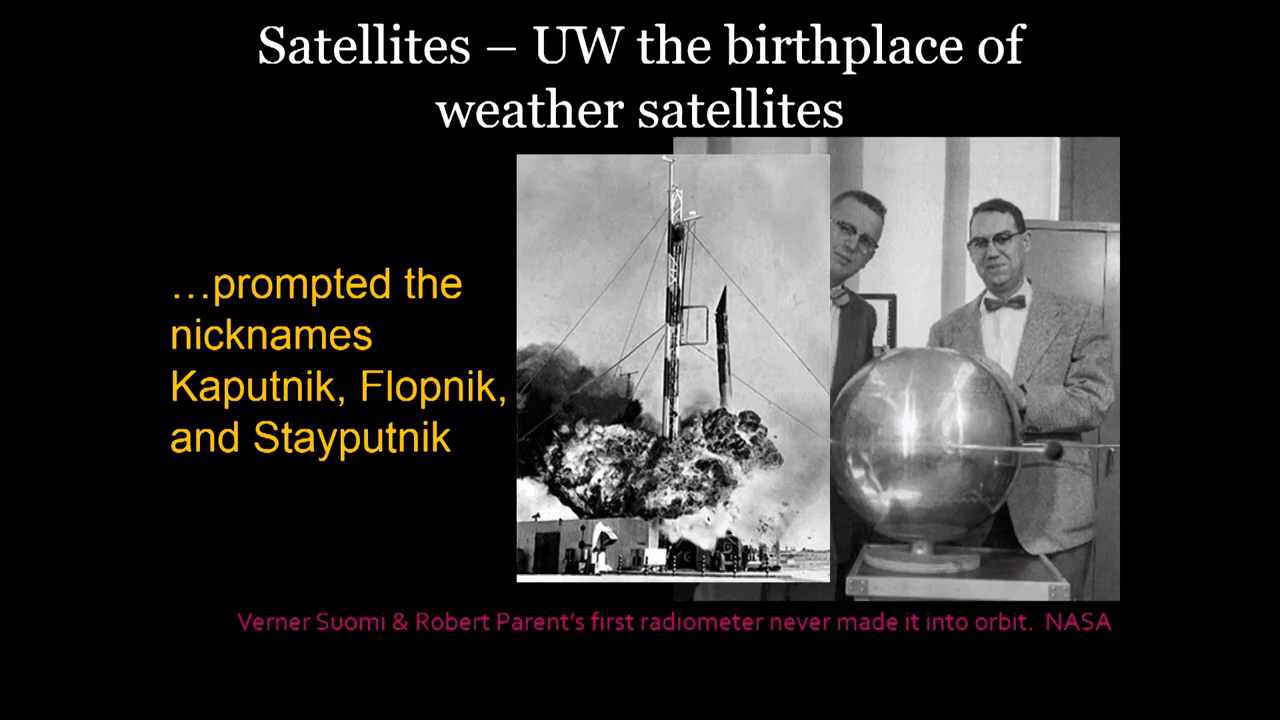 Satellites – UW the birthplace of
weather satellites
…prompted the
nicknames
Kaputnik, Flopnik,
and Stayputnik
Verner Suomi & Robert Parent's first radiometer never made it into orbit. NASA